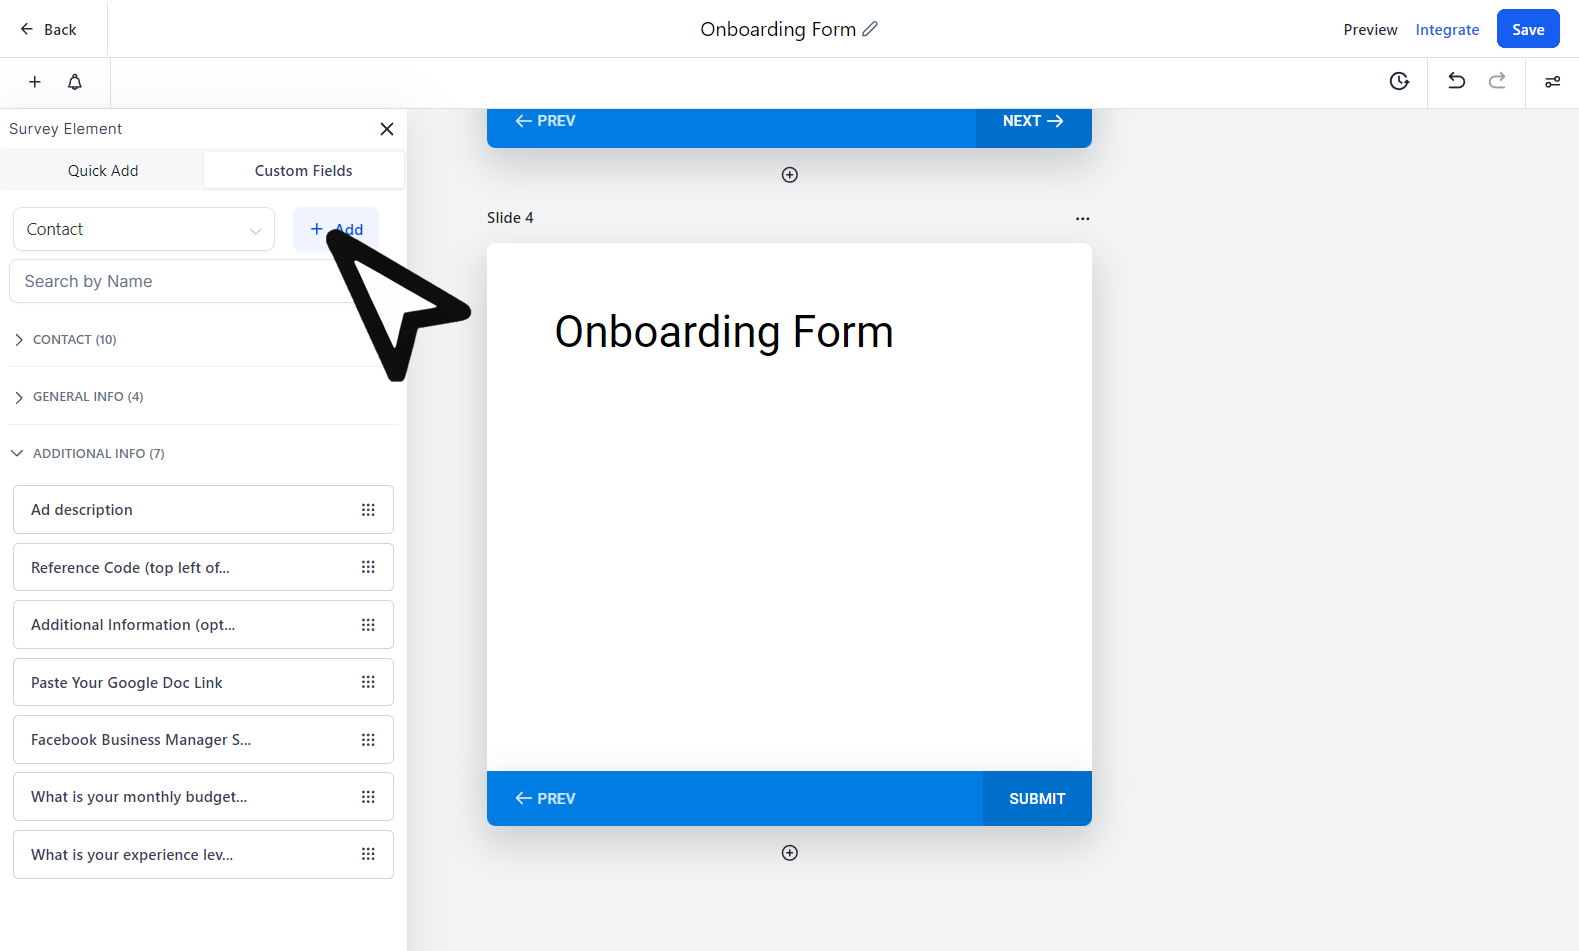 Back
Onboarding Form
Preview
Integrate
Save
Survey Element
Quick Add
Custom Fields
Contact
+ Add
Search by Name
CONTACT (10)
GENERAL INFO (4)
ADDITIONAL INFO (7)
Ad description
Reference Code (top left of...
Additional Information (opt...
Paste Your Google Doc Link
Facebook Business Manager S...
What is your monthly budget...
What is your experience lev...
PREV
NEXT
Slide 4
Onboarding Form
PREV
SUBMIT